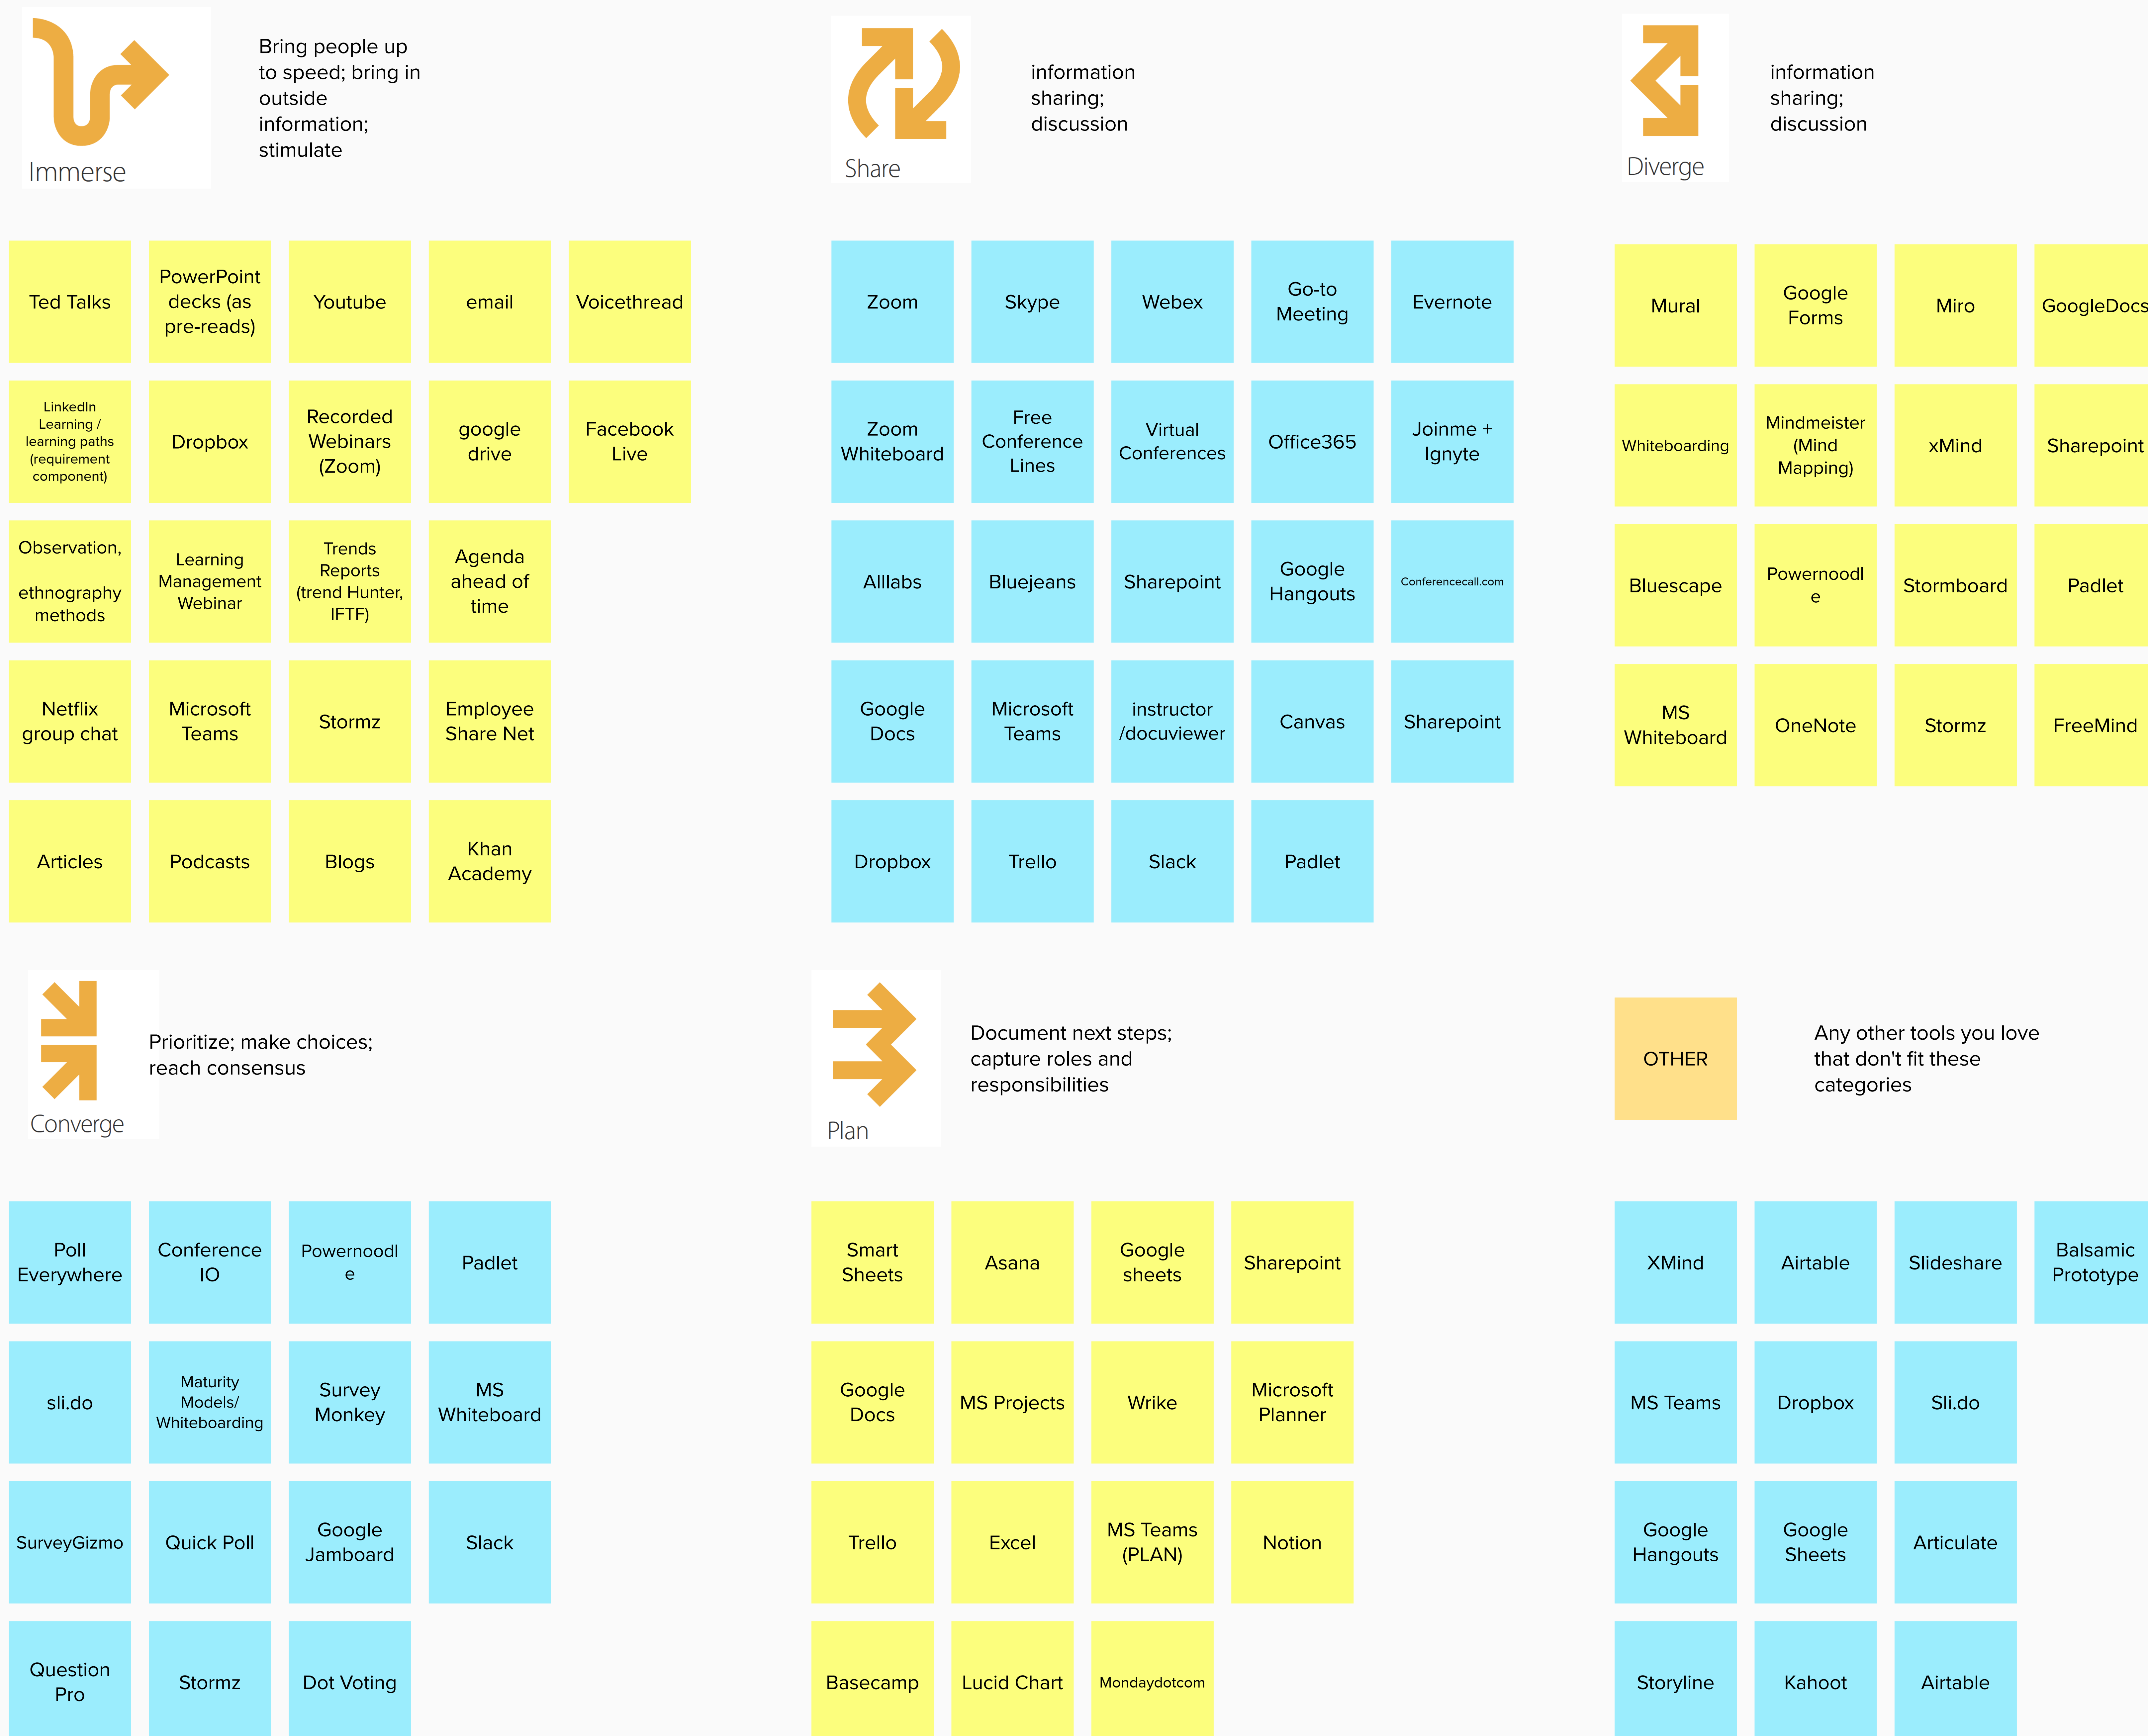 Immerse
Bring people up
to speed; bring in
outside
information;
stimulate
Share
information
sharing;
discussion
Diverge
information
sharing;
discussion
Ted Talks
PowerPoint
decks (as
pre-reads)
Youtube
email
Voicethread
LinkedIn
Learning /
learning paths
(requirement
component)
Dropbox
Recorded
Webinars
(Zoom)
google
drive
Facebook
Live
Observation,
ethnography
methods
Learning
Management
Webinar
Trends
Reports
(trend Hunter,
IFTF)
Agenda
ahead of
time
Netflix
group chat
Microsoft
Teams
Stormz
Employee
Share Net
Articles
Podcasts
Blogs
Khan
Academy
Zoom
Skype
Webex
Go-to
Meeting
Evernote
Zoom
Whiteboard
Free
Conference
Lines
Virtual
Conferences
Office365
Joinme +
Ignyte
Alllabs
Bluejeans
Sharepoint
Google
Hangouts
Conferencecall.com
Google
Docs
Microsoft
Teams
instructor
/docuviewer
Canvas
Sharepoint
Dropbox
Trello
Slack
Padlet
Mural
Google
Forms
Miro
GoogleDocs
Whiteboarding
Mindmeister
(Mind
Mapping)
xMind
Sharepoint
Bluescape
Powernoodl
e
Stormboard
Padlet
MS
Whiteboard
OneNote
Stormz
FreeMind
Converge
Prioritize; make choices;
reach consensus
Plan
Document next steps;
capture roles and
responsibilities
OTHER
Any other tools you love
that don't fit these
categories
Poll
Everywhere
Conference
IO
Powernoodl
e
Padlet
sli.do
Maturity
Models/
Whiteboarding
Survey
Monkey
MS
Whiteboard
SurveyGizmo
Quick Poll
Google
Jamboard
Slack
Question
Pro
Stormz
Dot Voting
Smart
Sheets
Asana
Google
sheets
Sharepoint
Google
Docs
MS Projects
Wrike
Microsoft
Planner
Trello
Excel
MS Teams
(PLAN)
Notion
Basecamp
Lucid Chart
Mondaydotcom
XMind
Airtable
Slideshare
Balsamic
Prototype
MS Teams
Dropbox
Sli.do
Google
Hangouts
Google
Sheets
Articulate
Storyline
Kahoot
Airtable